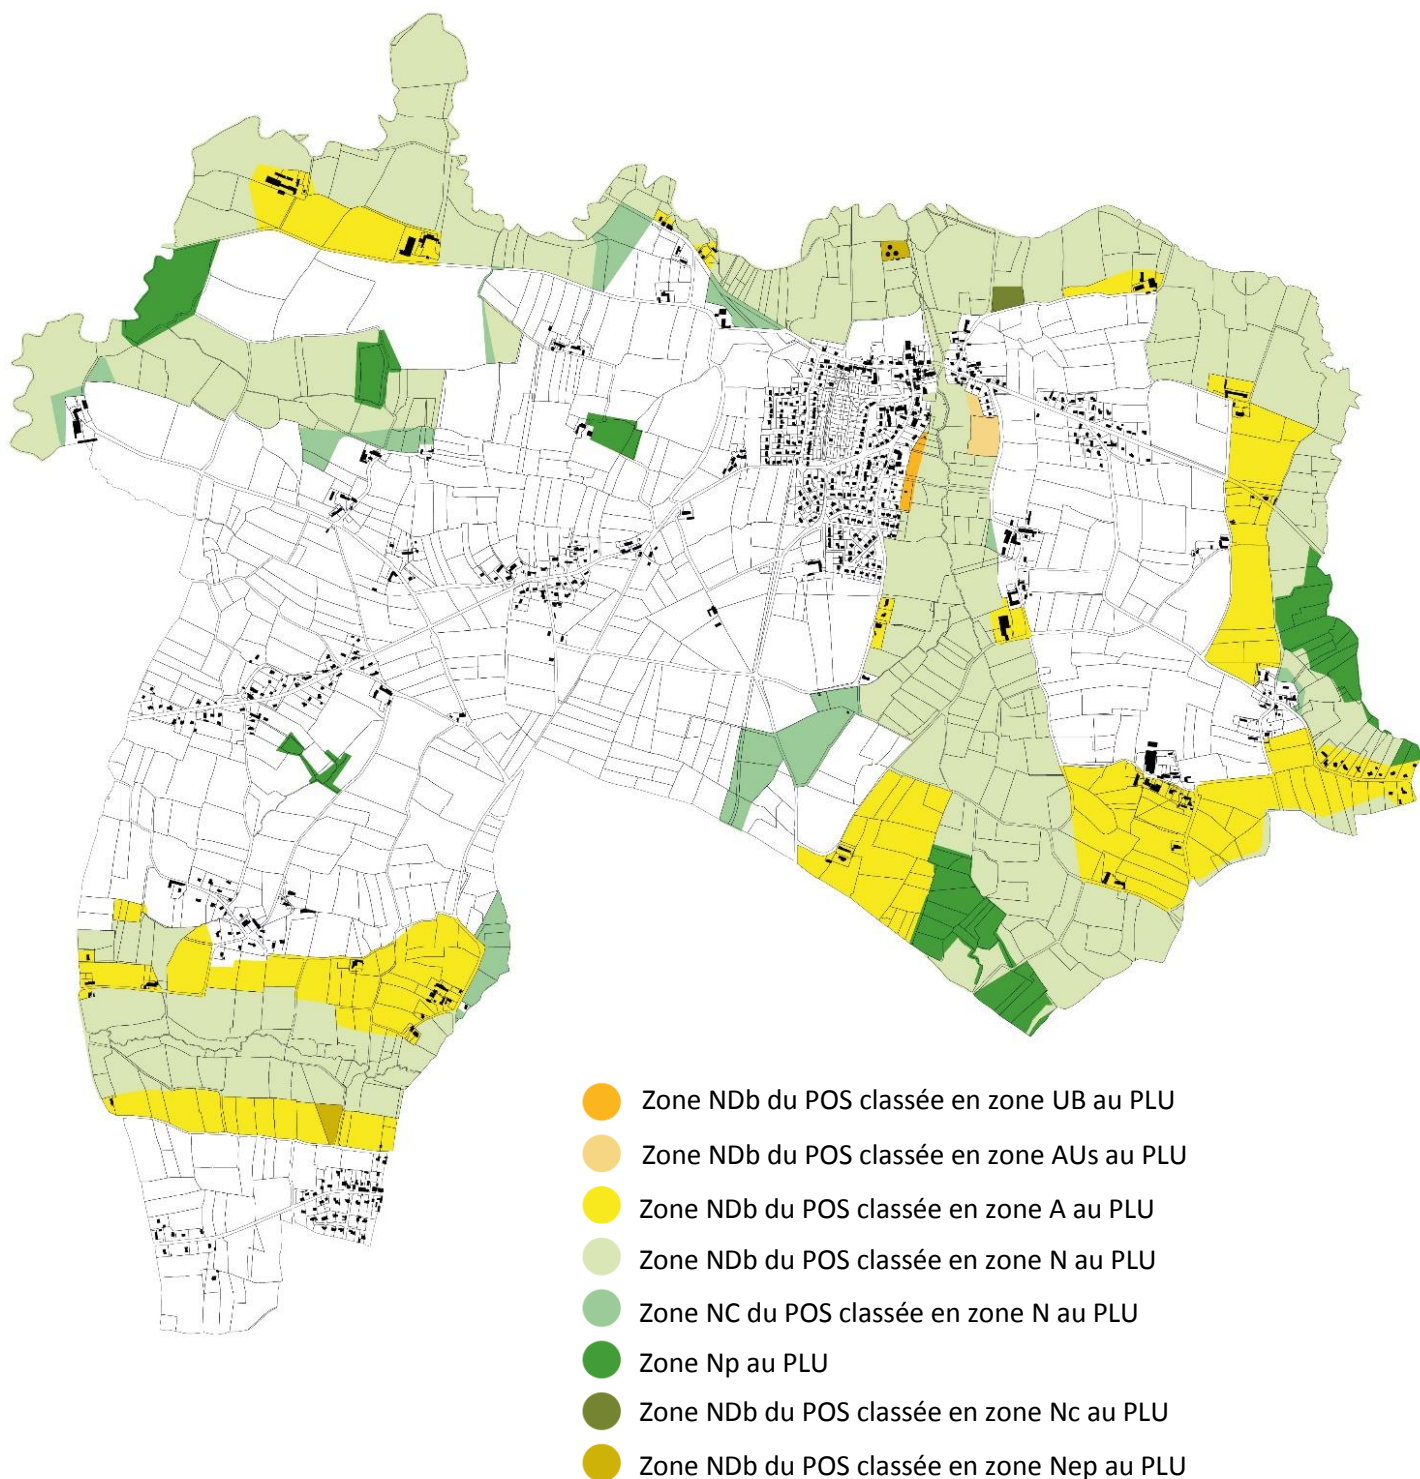 Zone NDb du POS classée en zone UB au PLU
Zone NDb du POS classée en zone AUs au PLU
Zone NDb du POS classée en zone A au PLU
Zone NDb du POS classée en zone N au PLU
Zone NC du POS classée en zone N au PLU
Zone Np au PLU
Zone NDb du POS classée en zone Nc au PLU
Zone NDb du POS classée en zone Nep au PLU